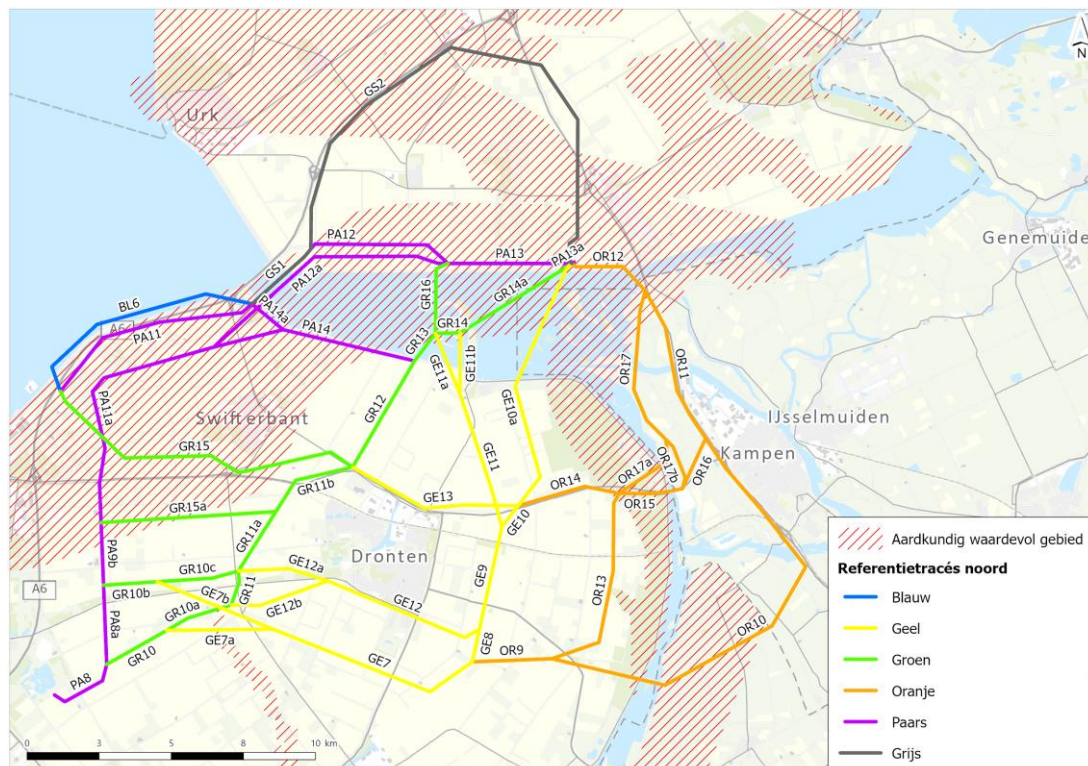 N
Urk
GS2
Genemuiden
PA12
PA13
PA13a
OR12
GS1
PA12a
GR16
GR14a
BL6
A6
PA11
PA14a
PA14
GR13
GR14
GE11a
GE11b
OR17
OR11
PA11a
Swifterbant
GR12
GE10a
IJsselmuiden
Kampen
GR15
GR11b
GE11
OR17a
OR17b
OR16
GE13
OR14
OR15
GR15a
GR11a
GE10
Dronten
PA9b
GE9
OR13
GR10c
GE12a
A6
GR10b
GE7b
GR11
GE12b
GE12
PA8a
GR10a
GE7a
GR10
GE8
OR9
OR10
GE7
PA8
0 3 6 8 10 km
Aardkundig waardevol gebied
Referentietracés noord
Blauw
Geel
Groen
Oranje
Paars
Grijs